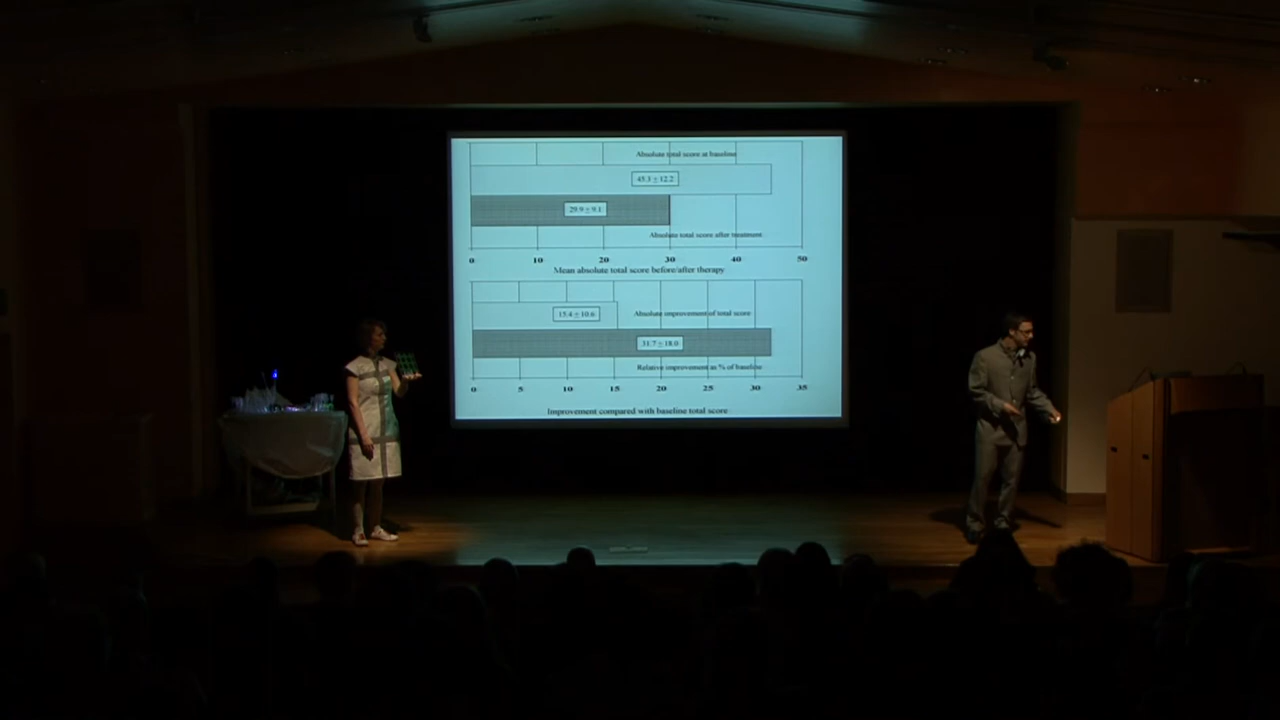 Absolute total score at baseline
45.3 ± 12.2
29.9 ± 9.1
Absolute total score after treatment
0 10 20 30 40 50
Mean absolute total score before/after therapy
15.4 ± 10.6
Absolute improvement of total score
31.7 ± 18.0
Relative improvement as % of baseline
0 5 10 15 20 25 30 35
Improvement compared with baseline total score